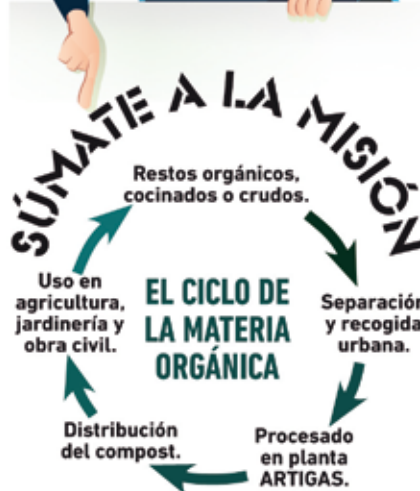 SÚMATE A LA MISIÓN
Restos orgánicos,
cocinados o crudos.
Separación
y recogida
urbana.
Procesado
en planta
ARTIGAS.
Distribución
del compost.
Uso en
agricultura,
jardinería y
obra civil.
EL CICLO DE
LA MATERIA
ORGÁNICA